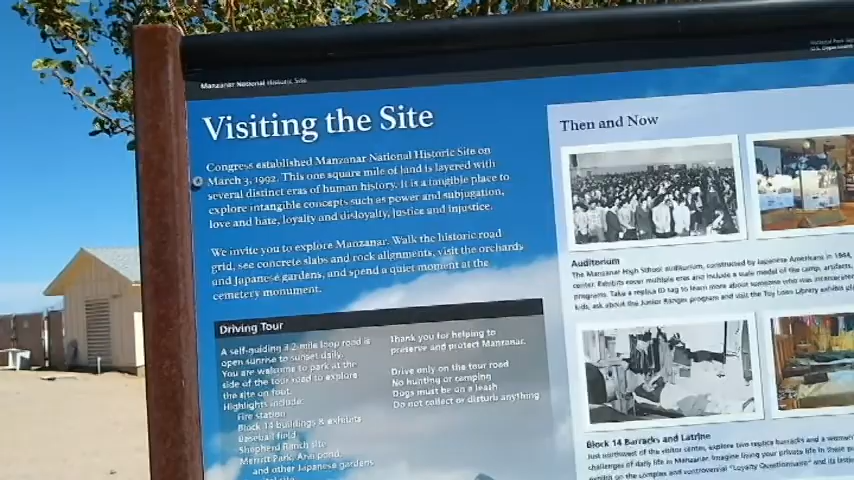 Manzanar National Historic Site
Visiting the Site
Congress established Manzanar National Historic Site on
March 3, 1992. This one square mile of land is layered with
several distinct eras of human history. It is a tangible place to
explore intangible concepts such as power and subjugation,
love and hate, loyalty and disloyalty, justice and injustice.
We invite you to explore Manzanar. Walk the historic road
grid, see concrete slabs and rock alignments, visit the orchards
and Japanese gardens, and spend a quiet moment at the
cemetery monument.
Driving Tour
A self-guiding 3.2-mile loop road is
open sunrise to sunset daily.
You are welcome to park at the
side of the tour road to explore
the site on foot.
Highlights include:
Fire station
Block 14 buildings & exhibits
Baseball field
Shepherd Ranch site
Merritt Park, Arai pond,
and other Japanese gardens
Thank you for helping to
preserve and protect Manzanar.
Drive only on the tour road
No hunting or camping
Dogs must be on a leash
Do not collect or disturb anything
Then and Now
Auditorium
The Manzanar High School auditorium, constructed by Japanese Americans in 1944,
center. Exhibits cover multiple eras and include a scale model of the camp, artifacts,
programs. Take a replica ID tag to learn more about someone who was incarcerated
kids, ask about the Junior Ranger program and visit the Toy Loan Library exhibit
Block 14 Barracks and Latrine
Just northwest of the visitor center, explore two replica barracks and a women's
challenges of daily life in Manzanar. Imagine living your private life in these
exhibit on the complex and controversial "Loyalty Questionnaire" and its